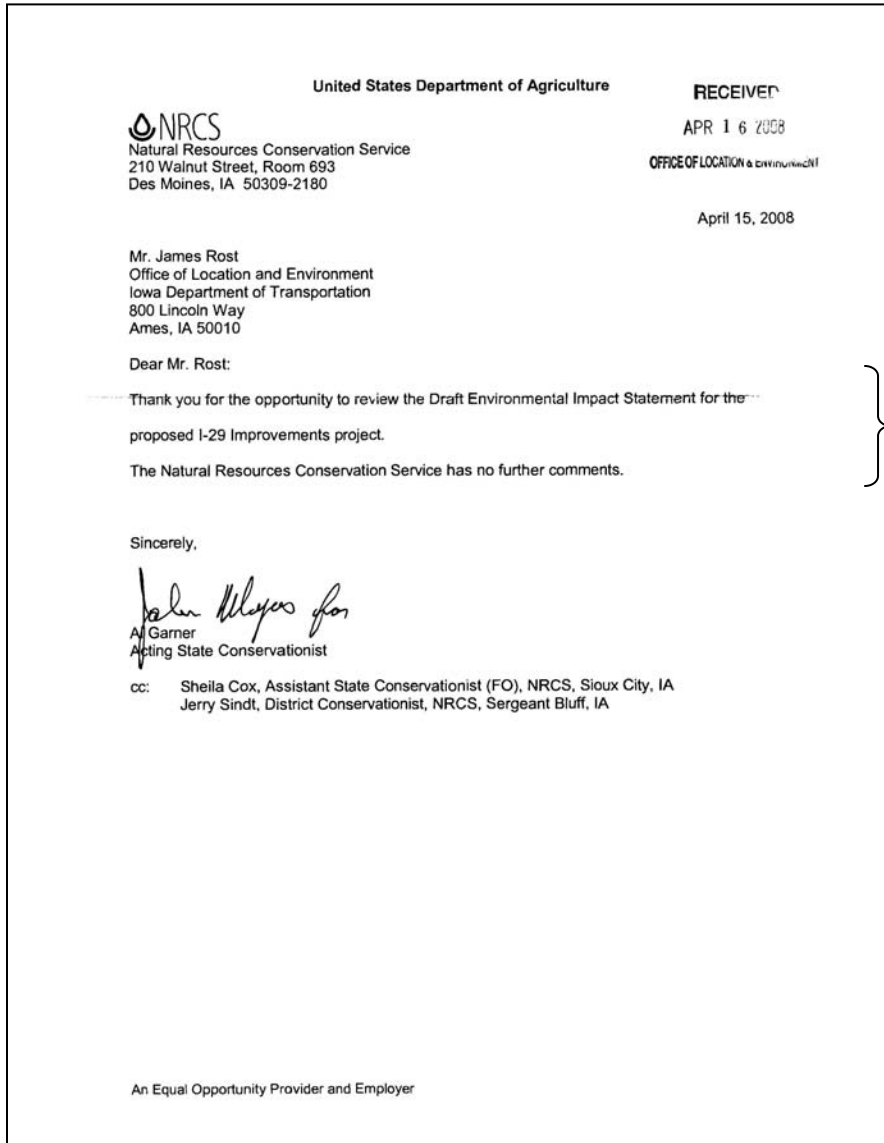 United States Department of Agriculture
RECEIVED
APR 16 2008
OFFICE OF LOCATION & ENVIRONMENT
NRCS
Natural Resources Conservation Service
210 Walnut Street, Room 693
Des Moines, IA 50309-2180
April 15, 2008
Mr. James Rost
Office of Location and Environment
Iowa Department of Transportation
800 Lincoln Way
Ames, IA 50010
Dear Mr. Rost:
Thank you for the opportunity to review the Draft Environmental Impact Statement for the
proposed I-29 Improvements project.
The Natural Resources Conservation Service has no further comments.
Sincerely,
for
Al Garner
Acting State Conservationist
cc: Sheila Cox, Assistant State Conservationist (FO), NRCS, Sioux City, IA
Jerry Sindt, District Conservationist, NRCS, Sergeant Bluff, IA
An Equal Opportunity Provider and Employer